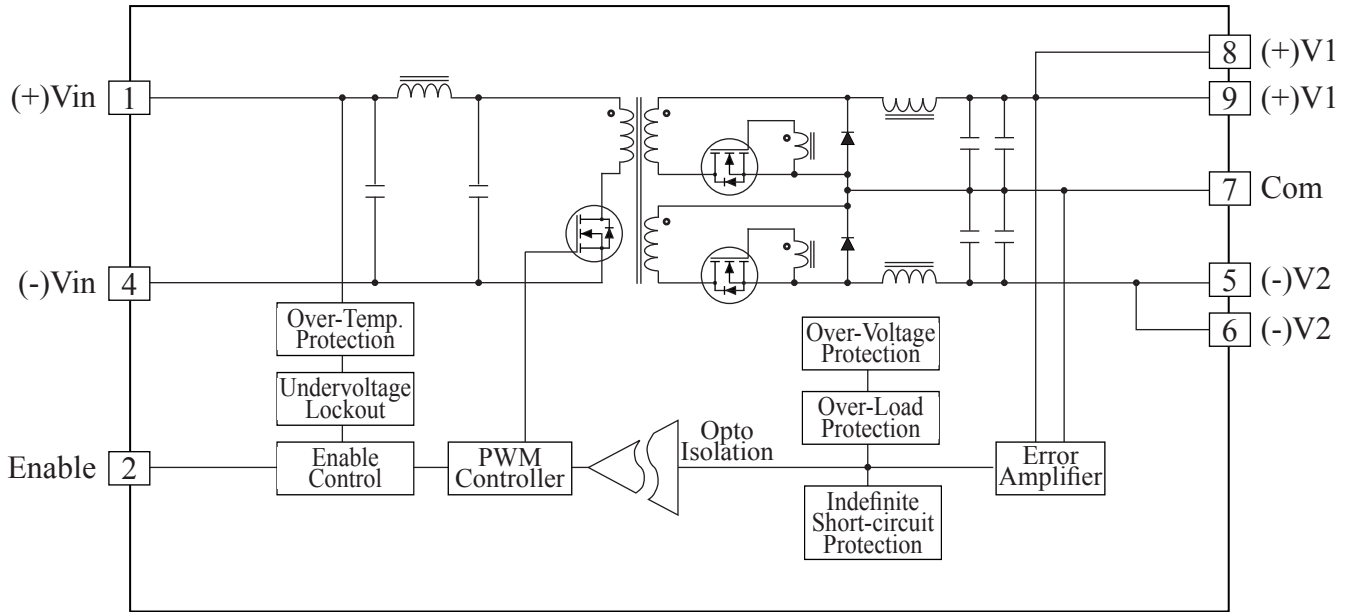 8 (+)V1
(+)Vin 1
9 (+)V1
7 Com
(-)Vin 4
5 (-)V2
6 (-)V2
Over-Temp.
Protection
Over-Voltage
Protection
Undervoltage
Lockout
Over-Load
Protection
Opto
Isolation
Enable 2
Enable
Control
PWM
Controller
Error
Amplifier
Indefinite
Short-circuit
Protection